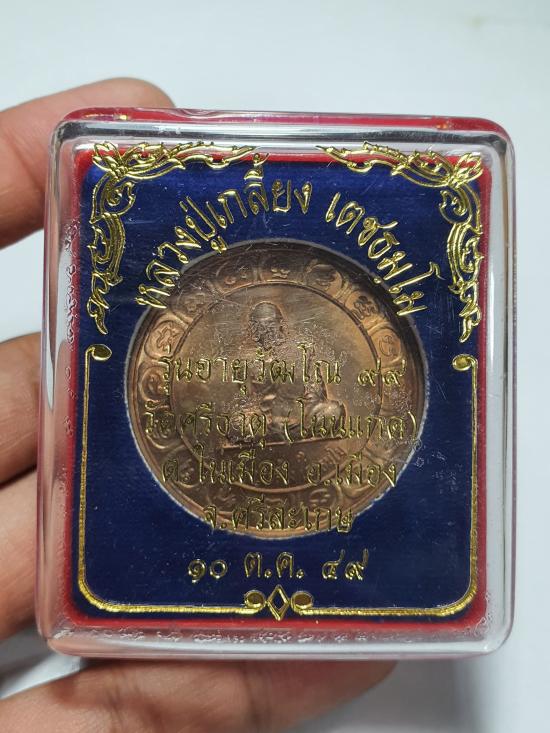 หลวงปู่เกลี้ยง เตชธมฺโม
รุ่นอายุวัฒโณ ๙๙
วัดศรีธาตุ (โนนแกด)
ต.ในเมือง อ.เมือง
จ.ศรีสะเกษ
๑๐ ต.ค. ๔๙